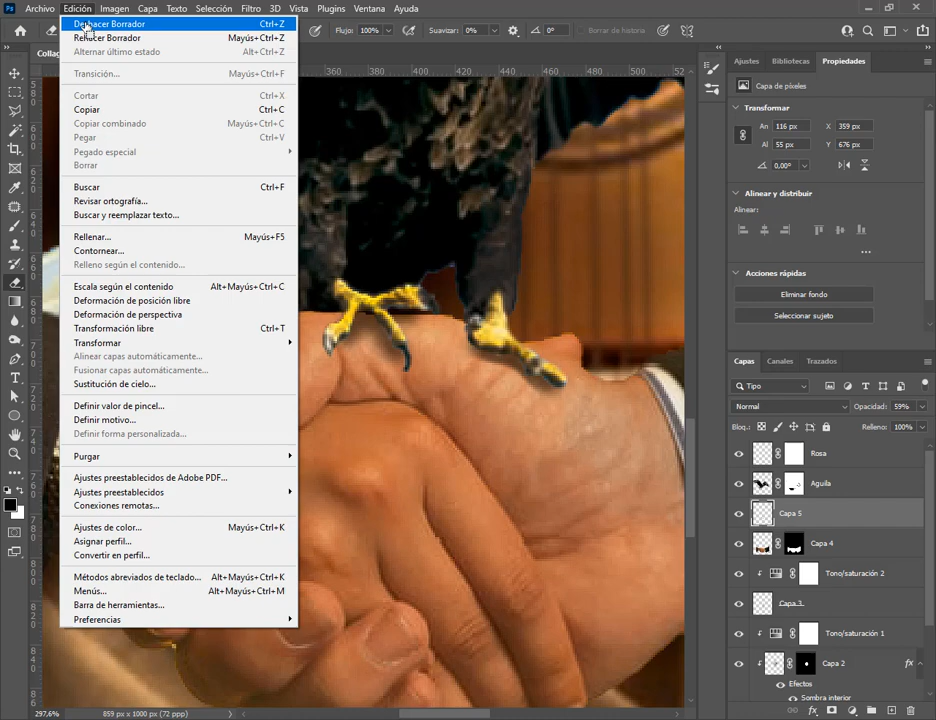 Archivo Edición Imagen Capa Texto Selección Filtro 3D Vista Plugins Ventana Ayuda
Flujo: 100% Suavizar: 0% 0° Borrar de historia
Deshacer Borrador Ctrl+Z
Rehacer Borrador Mayús+Ctrl+Z
Alternar último estado Alt+Ctrl+Z
Transición... Mayús+Ctrl+F
Cortar Ctrl+X
Copiar Ctrl+C
Copiar combinado Mayús+Ctrl+C
Pegar Ctrl+V
Pegado especial
Borrar
Buscar Ctrl+F
Revisar ortografía...
Buscar y reemplazar texto...
Rellenar... Mayús+F5
Contornear...
Relleno según el contenido...
Escala según el contenido Alt+Mayús+Ctrl+C
Deformación de posición libre
Deformación de perspectiva
Transformación libre Ctrl+T
Transformar
Alinear capas automáticamente...
Fusionar capas automáticamente...
Sustitución de cielo...
Definir valor de pincel...
Definir motivo...
Definir forma personalizada...
Purgar
Ajustes preestablecidos de Adobe PDF...
Ajustes preestablecidos
Conexiones remotas...
Ajustes de color... Mayús+Ctrl+K
Asignar perfil...
Convertir en perfil...
Métodos abreviados de teclado... Alt+Mayús+Ctrl+K
Menús... Alt+Mayús+Ctrl+M
Barra de herramientas...
Preferencias
360 380 400 420 440 460 480 500 52
297,6% 859 px x 1000 px (72 ppp)
Ajustes Bibliotecas Propiedades
Capa de píxeles
Transformar
An 116 px X 359 px
Al 55 px Y 676 px
0,00°
Alinear y distribuir
Alinear:
Acciones rápidas
Eliminar fondo
Seleccionar sujeto
Capas Canales Trazados
Tipo
Normal Opacidad: 59%
Bloq.: Relleno: 100%
Rosa
Aguila
Capa 5
Capa 4
Tono/saturación 2
Capa 3
Tono/saturación 1
Capa 2 fx
Efectos
Sombra interior